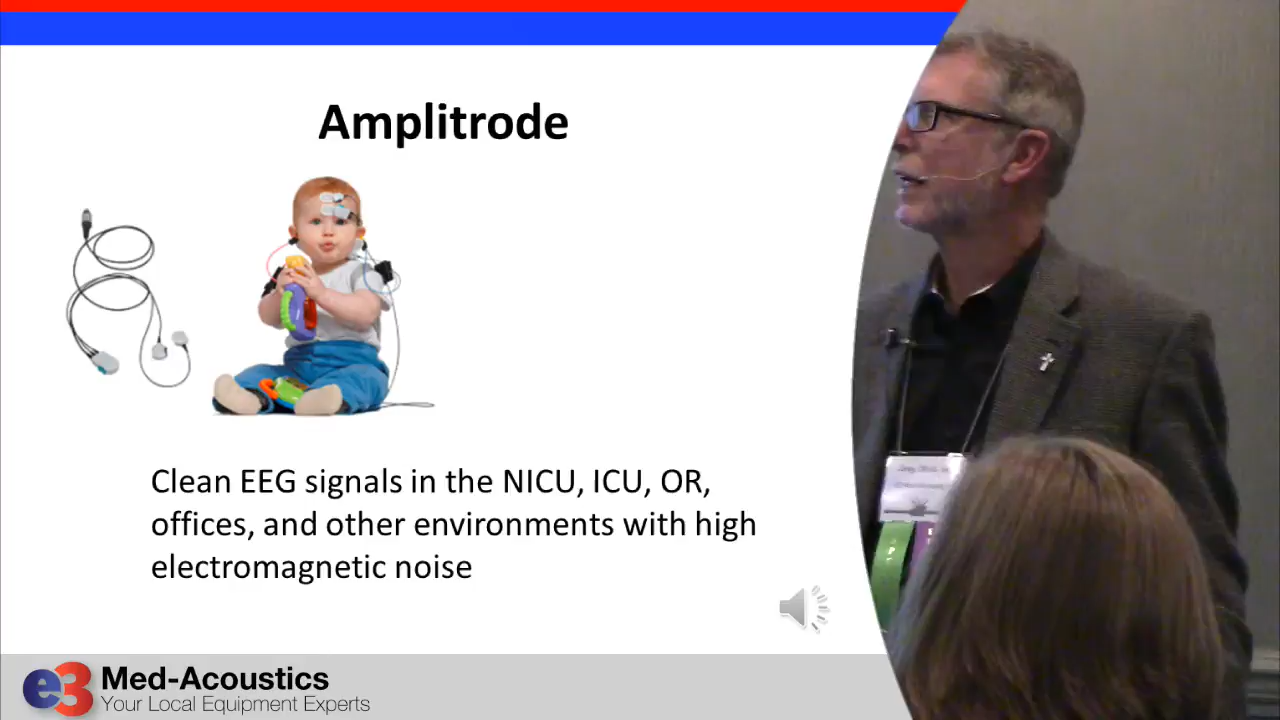 Amplitrode
Clean EEG signals in the NICU, ICU, OR,
offices, and other environments with high
electromagnetic noise
e3 Med-Acoustics
Your Local Equipment Experts